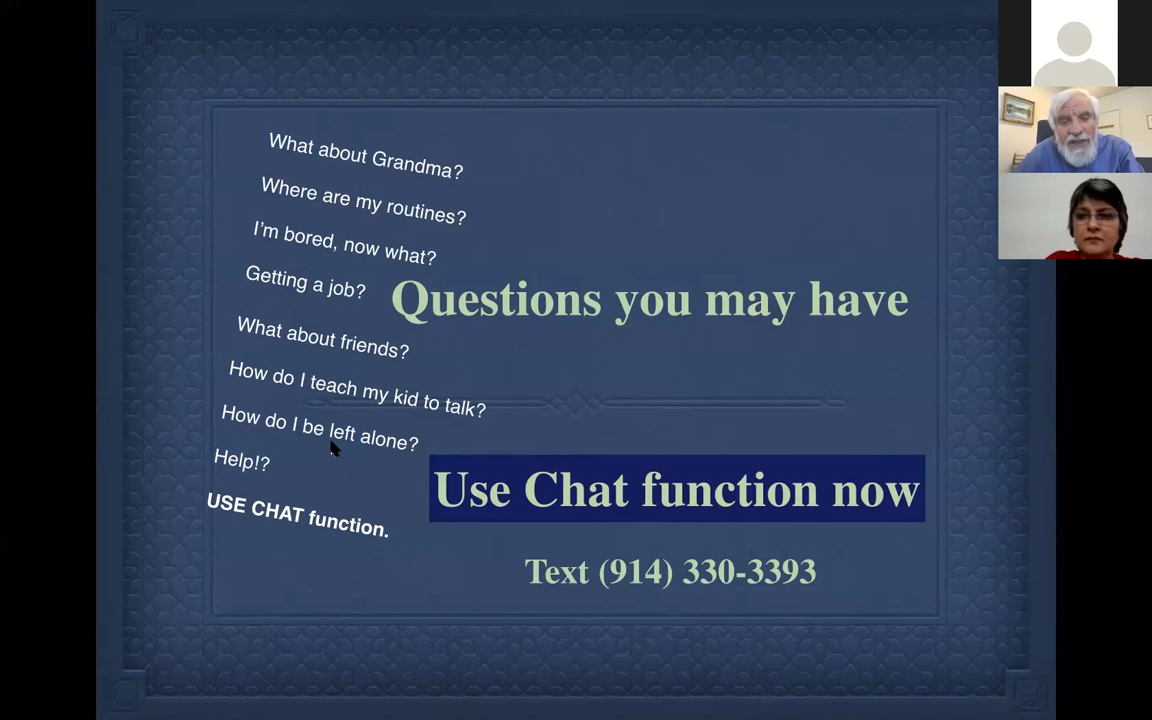 What about Grandma?
Where are my routines?
I'm bored, now what?
Getting a job?
What about friends?
How do I teach my kid to talk?
How do I be left alone?
Help!?
USE CHAT function.
Questions you may have
Use Chat function now
Text (914) 330-3393